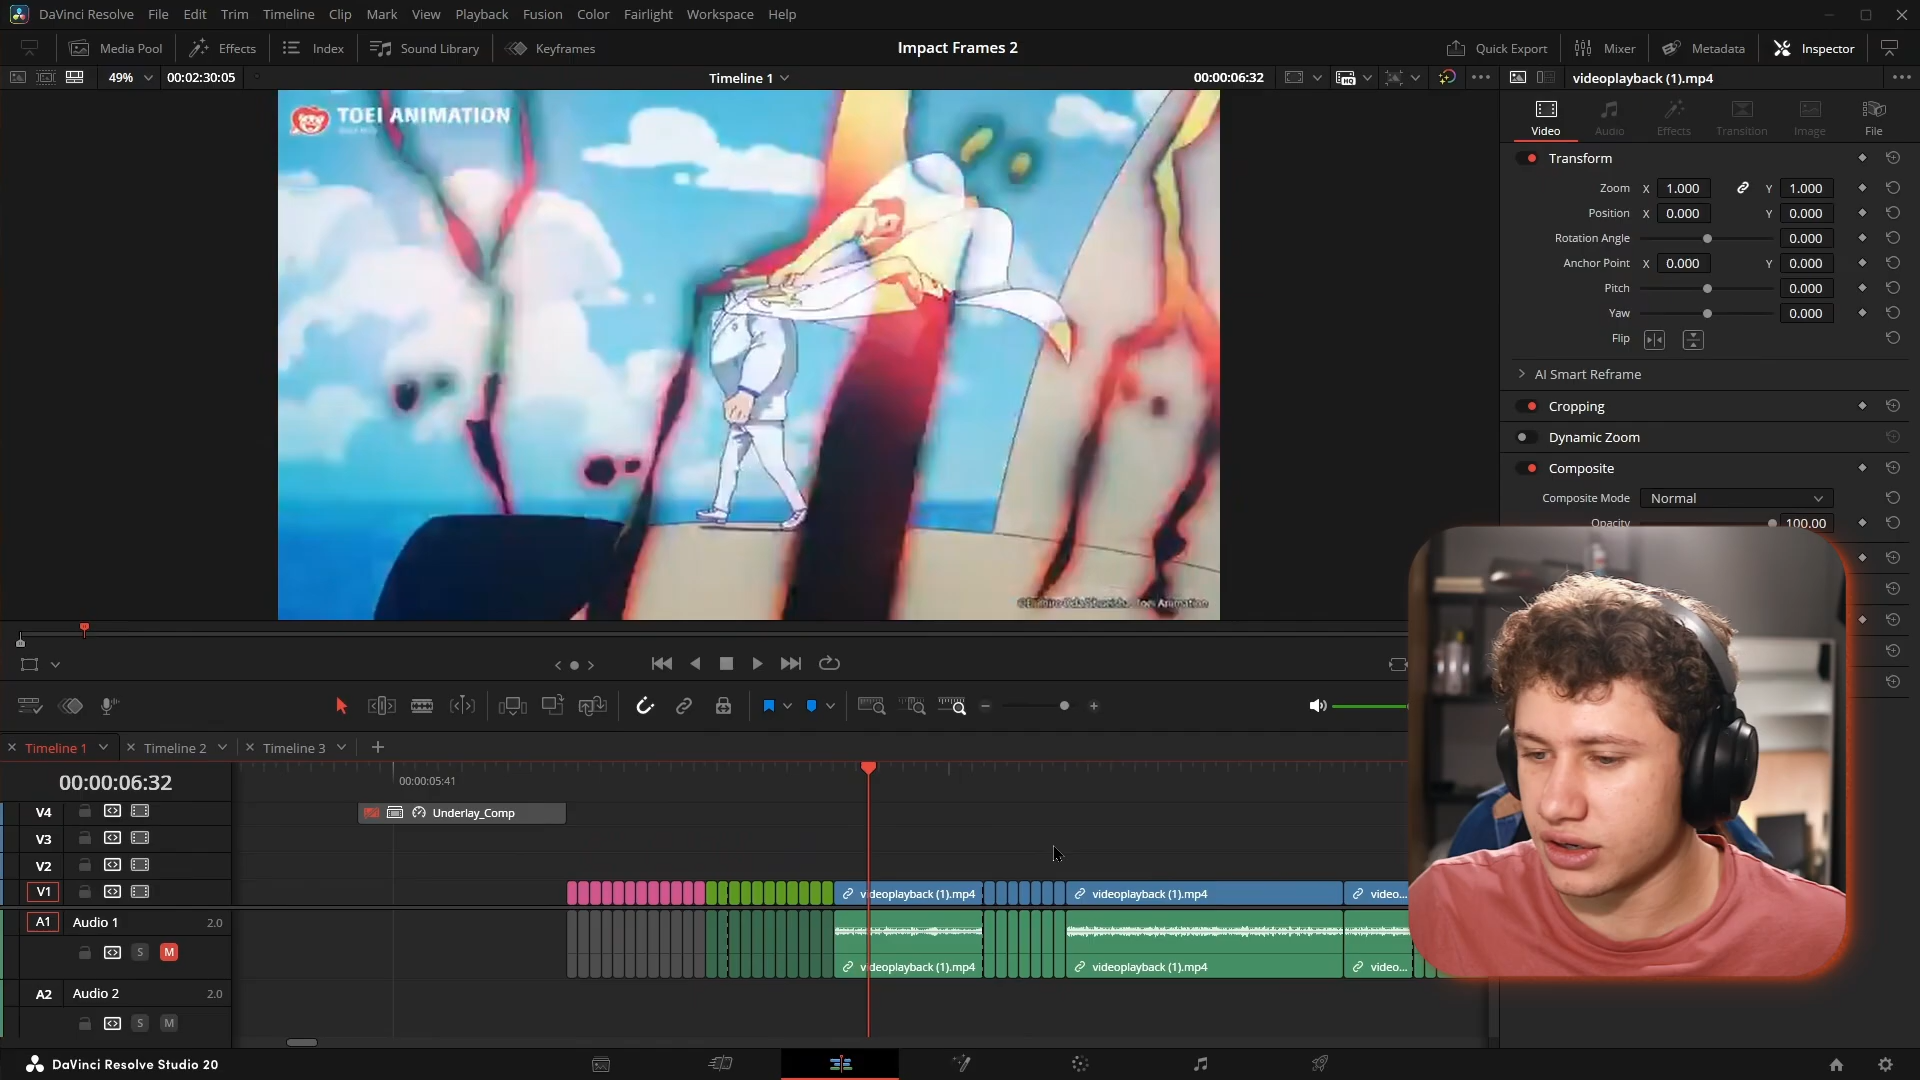 DaVinci Resolve File Edit Trim Timeline Clip Mark View Playback Fusion Color Fairlight Workspace Help
Media Pool Effects Index Sound Library Keyframes Impact Frames 2 Quick Export Mixer Metadata Inspector
49% 00:02:30:05 Timeline 1 00:00:06:32 videoplayback (1).mp4
TOEI ANIMATION
Video Audio Effects Transition Image File
Transform
Zoom X 1.000 Y 1.000
Position X 0.000 Y 0.000
Rotation Angle 0.000
Anchor Point X 0.000 Y 0.000
Pitch 0.000
Yaw 0.000
Flip
AI Smart Reframe
Cropping
Dynamic Zoom
Composite
Composite Mode Normal
Opacity 100.00
Toei Animation
Timeline 1 Timeline 2 Timeline 3
00:00:06:32 00:00:05:41
V4 Underlay_Comp
V3
V2
V1 videoplayback (1).mp4 videoplayback (1).mp4 video...
A1 Audio 1 2.0
S M
videoplayback (1).mp4 videoplayback (1).mp4 video...
A2 Audio 2 2.0
S M
DaVinci Resolve Studio 20